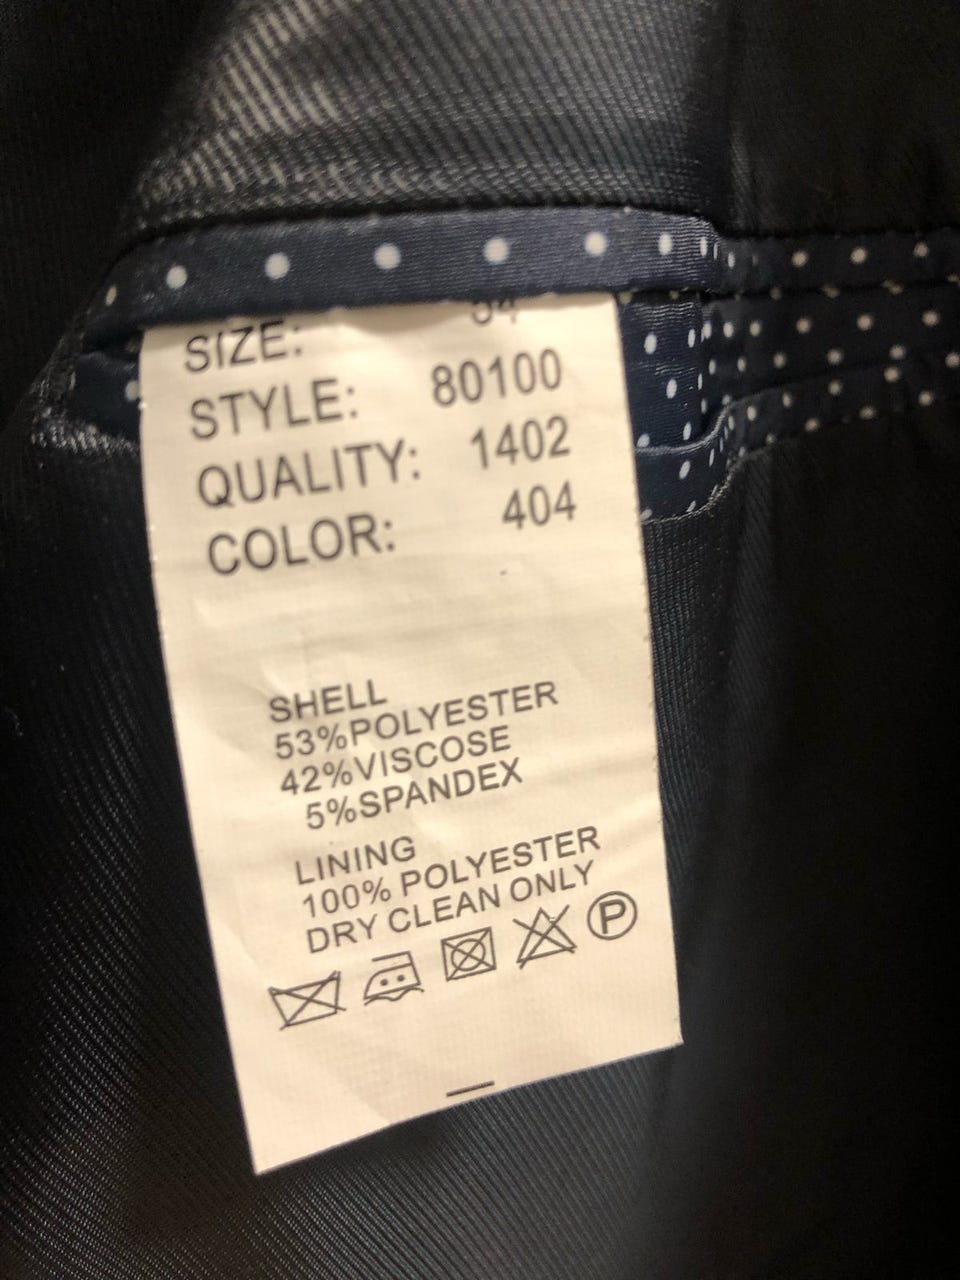 SIZE: 54
STYLE: 80100
QUALITY: 1402
COLOR: 404
SHELL
53%POLYESTER
42%VISCOSE
5%SPANDEX
LINING
100% POLYESTER
DRY CLEAN ONLY
P